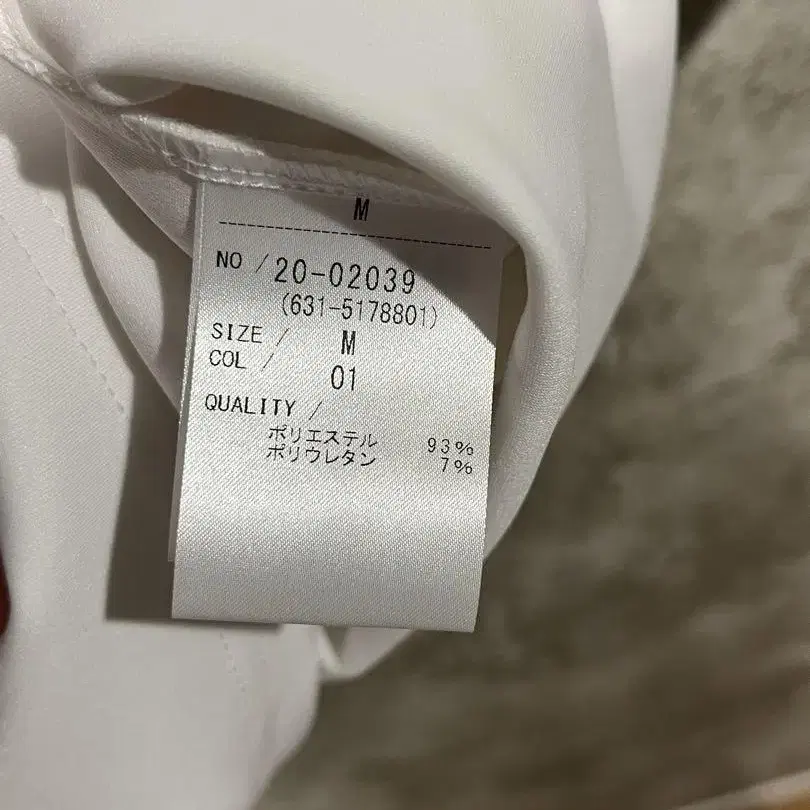 M
NO / 20-02039
(631-5178801)
SIZE / M
COL / 01
QUALITY /
ポリエステル 93%
ポリウレタン 7%